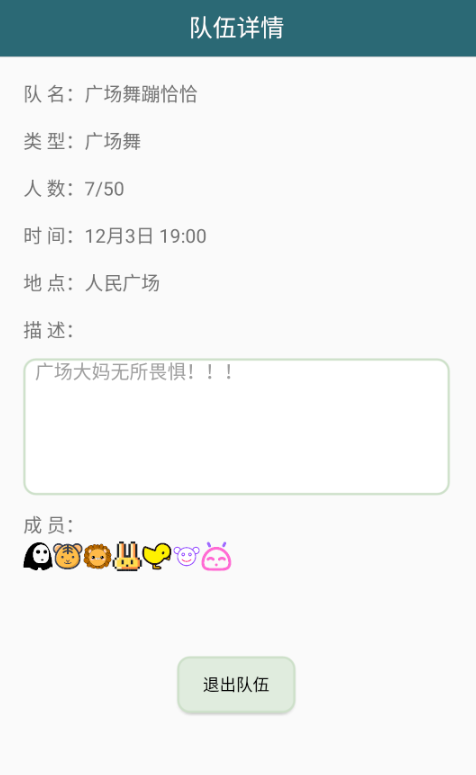 队伍详情
队 名：广场舞蹦恰恰
类 型：广场舞
人 数：7/50
时 间：12月3日 19:00
地 点：人民广场
描 述：
广场大妈无所畏惧！！！
成 员：
退出队伍